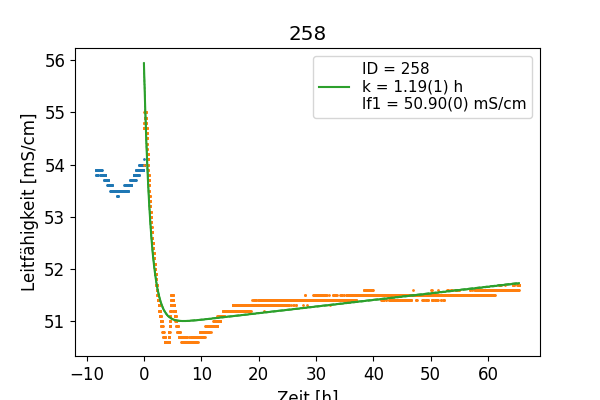 258
ID = 258
k = 1.19(1) h
lf1 = 50.90(0) mS/cm
Leitfähigkeit [mS/cm]
56
55
54
53
52
51
−10 0 10 20 30 40 50 60
Zeit [h]